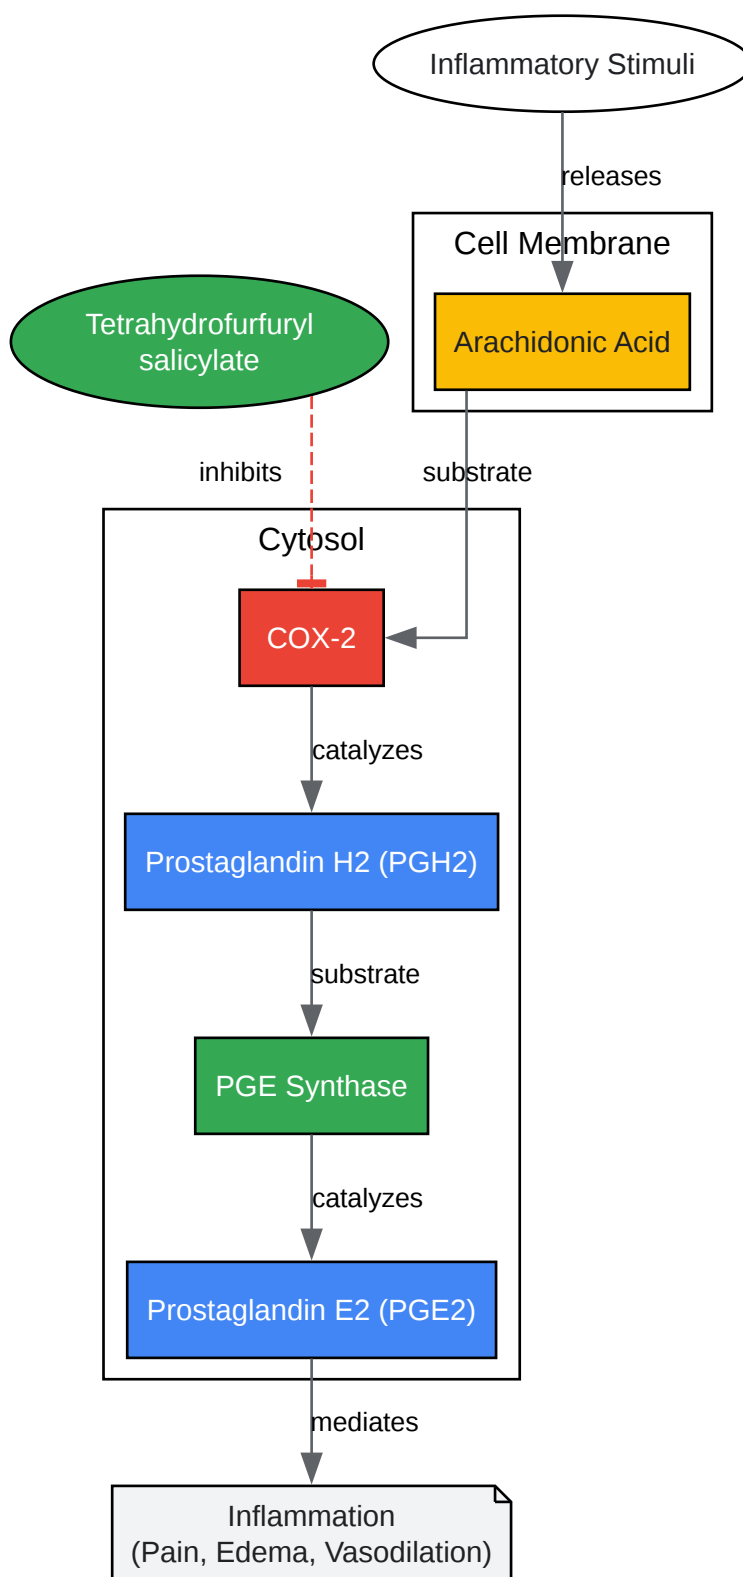 Inflammatory Stimuli
releases
Cell Membrane
Arachidonic Acid
Tetrahydrofurfuryl
salicylate
inhibits
substrate
Cytosol
COX-2
catalyzes
Prostaglandin H2 (PGH2)
substrate
PGE Synthase
catalyzes
Prostaglandin E2 (PGE2)
mediates
Inflammation
(Pain, Edema, Vasodilation)